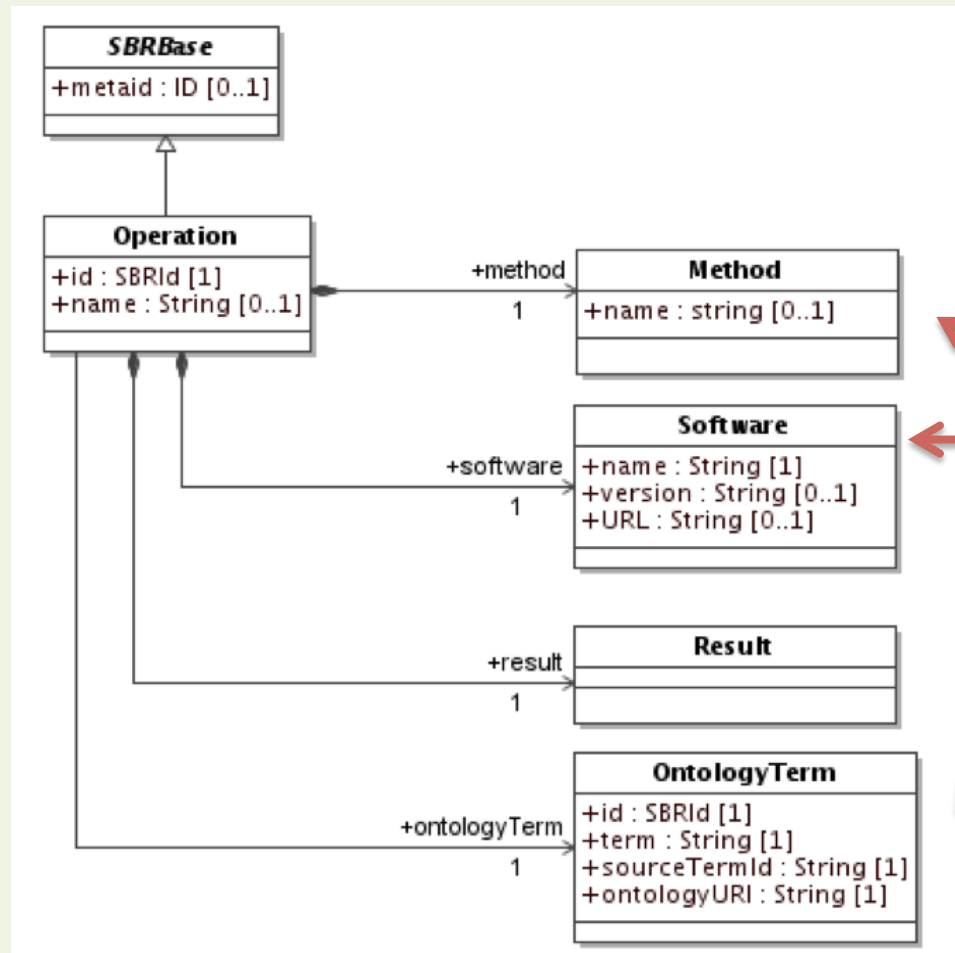 SBRBase
+metaid : ID [0..1]
Operation
+id : SBRId [1]
+name : String [0..1]
+method
1
Method
+name : string [0..1]
+software
1
Software
+name : String [1]
+version : String [0..1]
+URL : String [0..1]
+result
1
Result
+ontologyTerm
1
OntologyTerm
+id : SBRId [1]
+term : String [1]
+sourceTermId : String [1]
+ontologyURI : String [1]